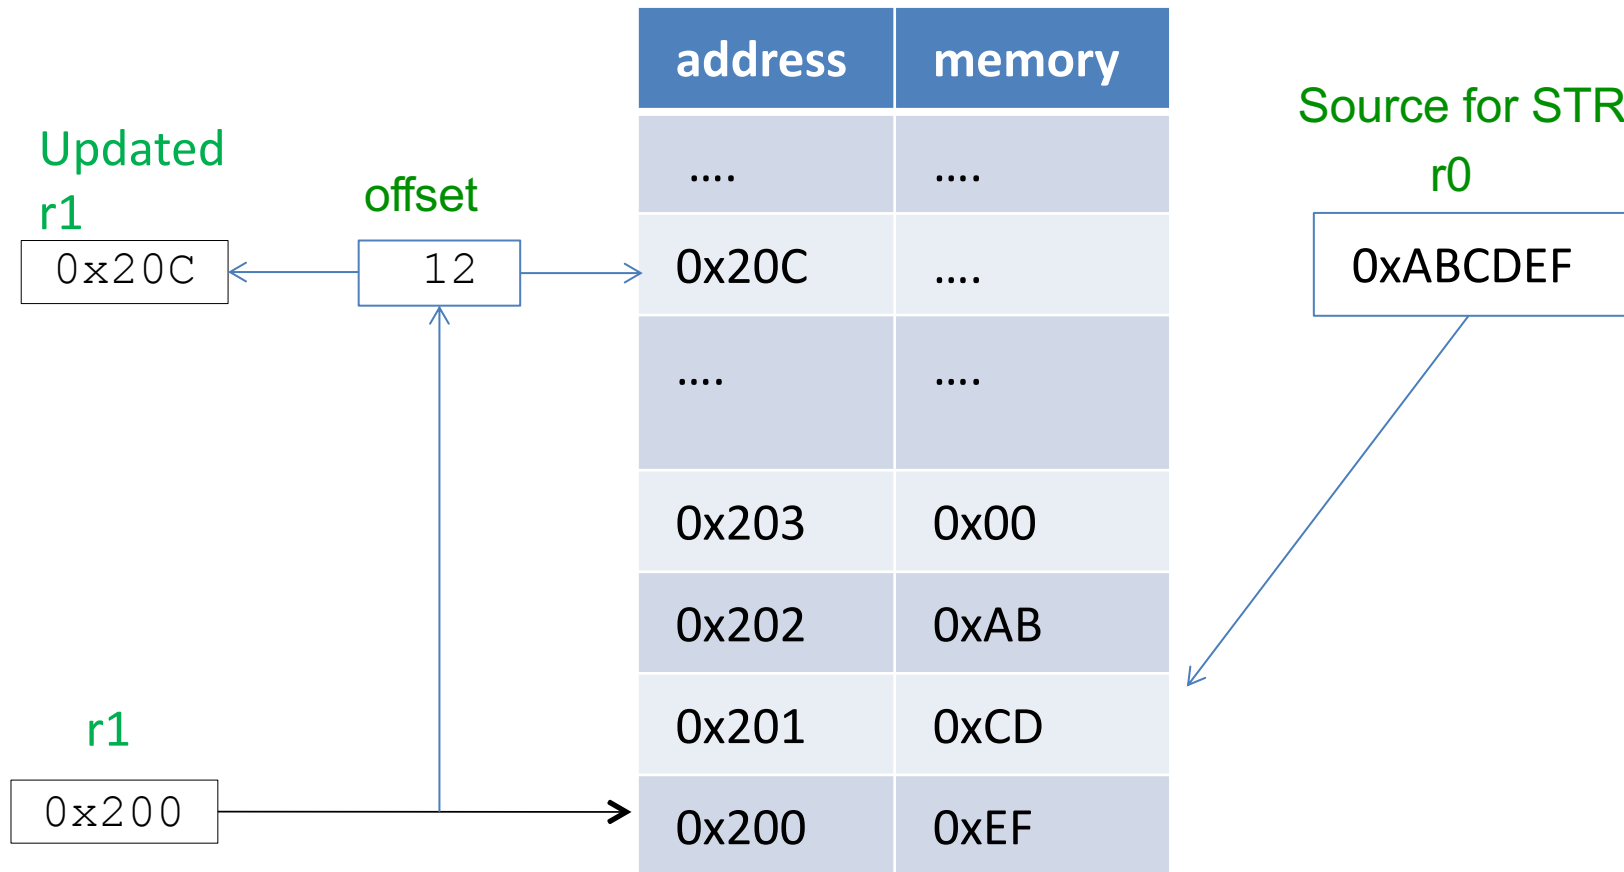 address memory
Source for STR
Updated
r1
offset
r0
.... ....
0x20C
12
0x20C ....
0xABCDEF
.... ....
0x203 0x00
0x202 0xAB
r1
0x201 0xCD
0x200
0x200 0xEF